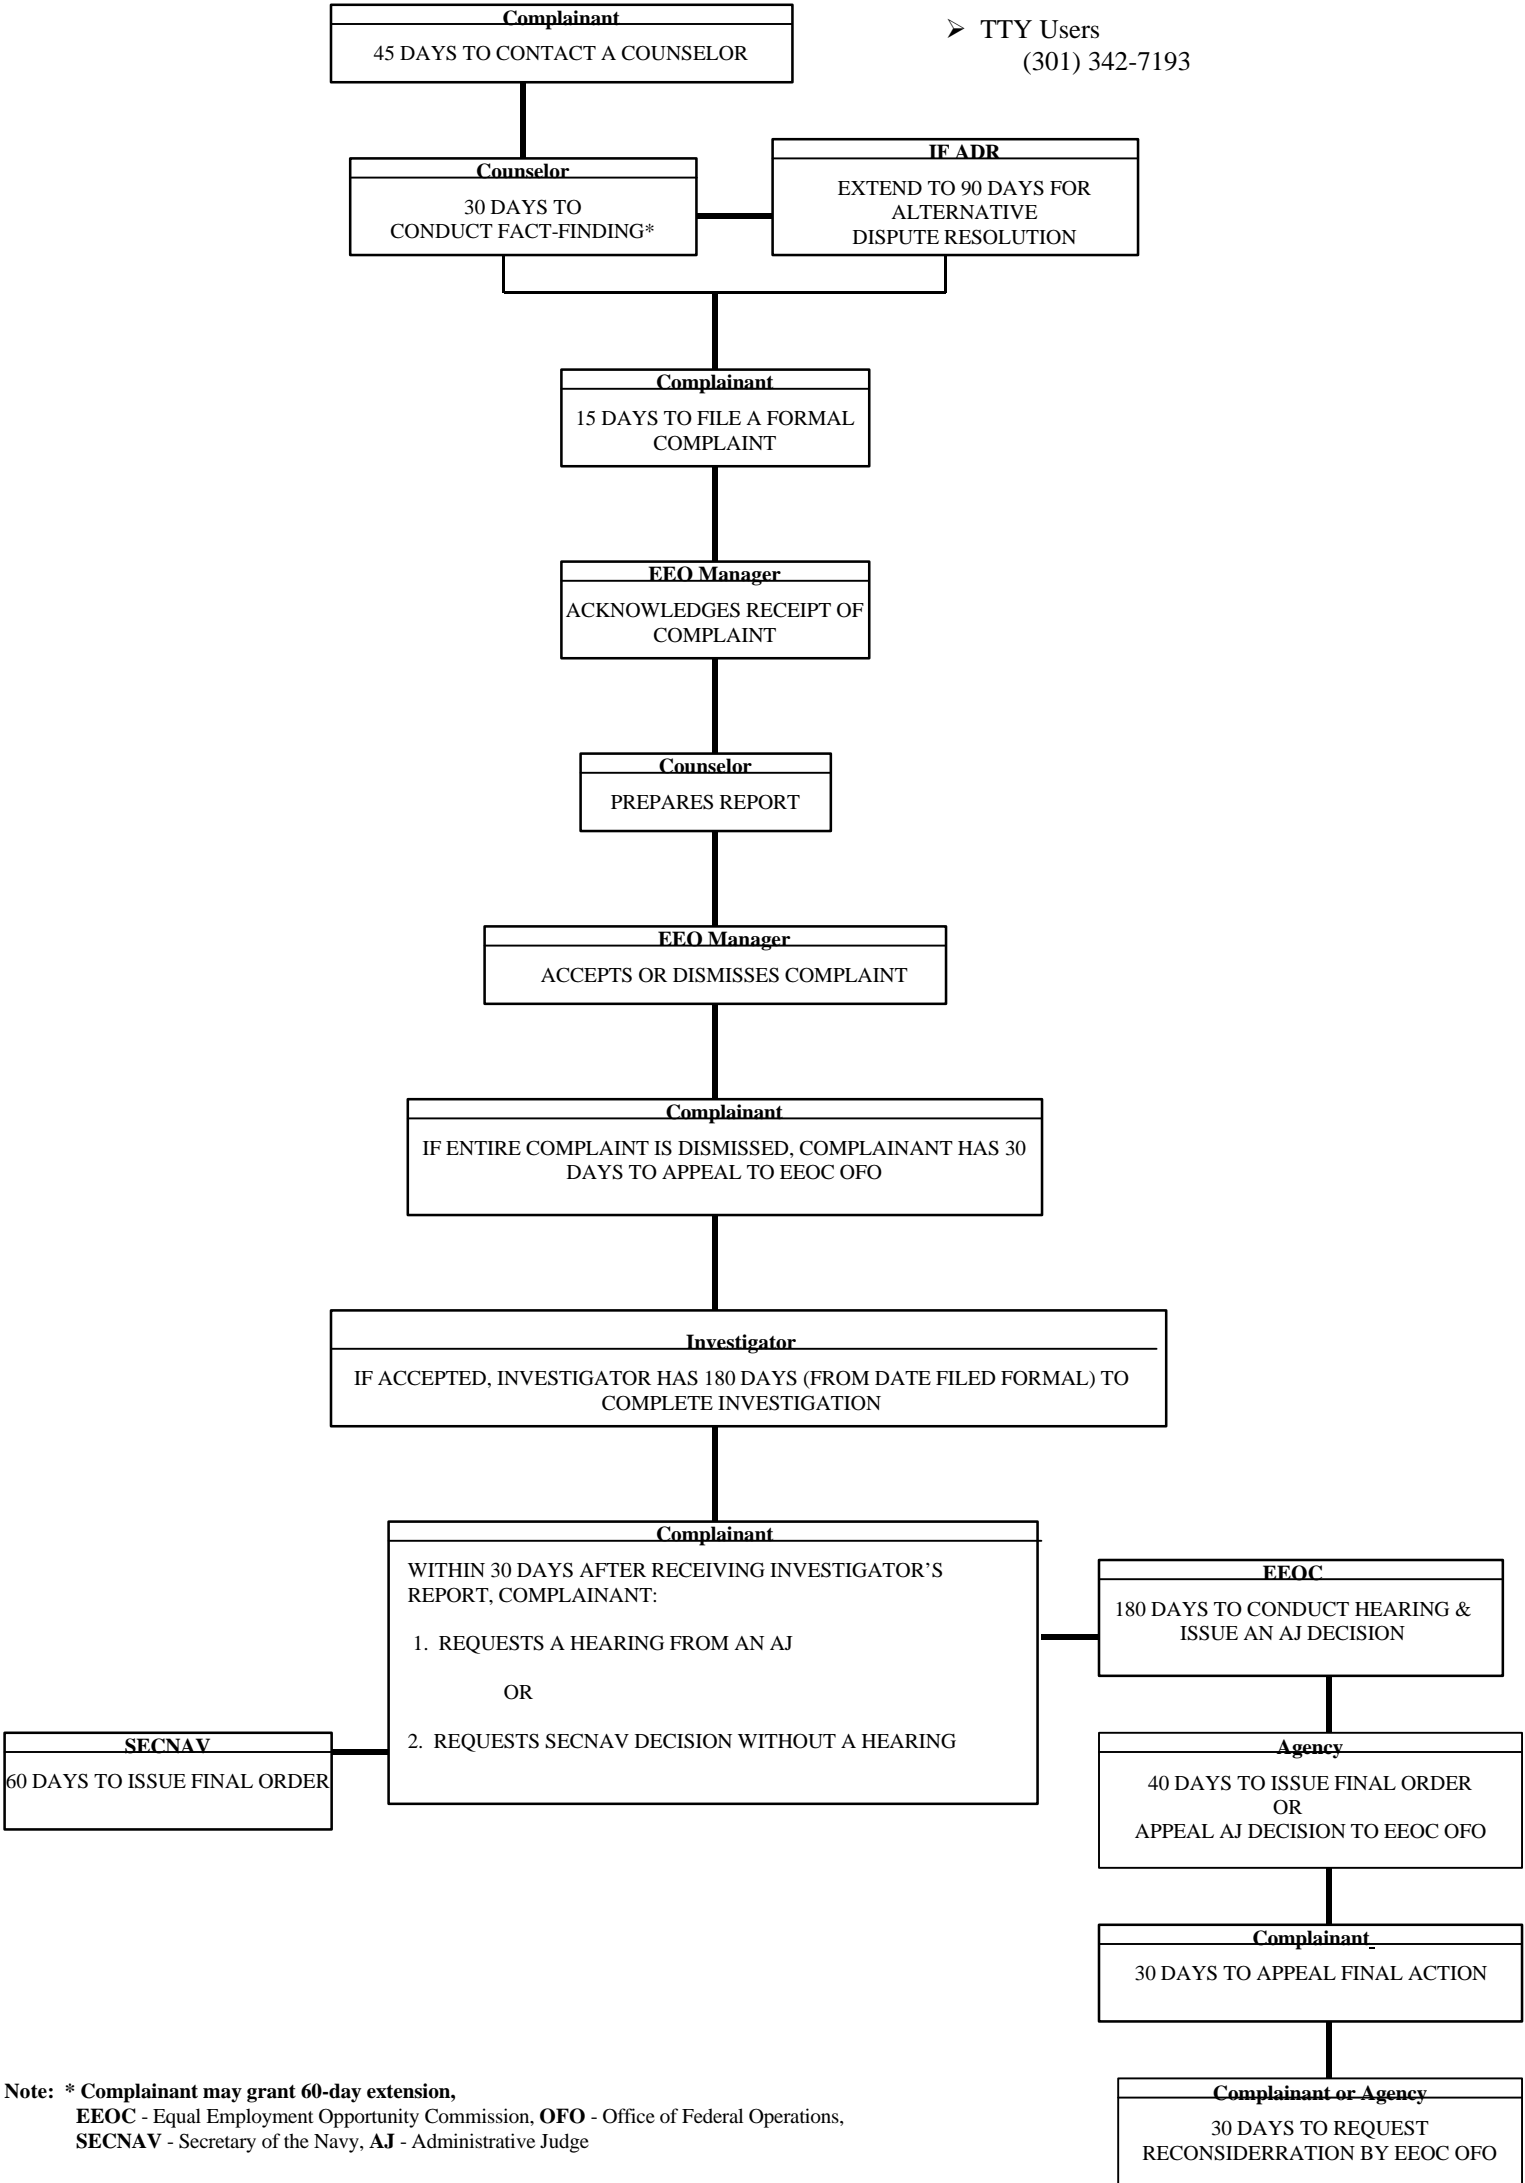 Complainant
45 DAYS TO CONTACT A COUNSELOR
➢ TTY Users
(301) 342-7193
Counselor
30 DAYS TO
CONDUCT FACT-FINDING*
IF ADR
EXTEND TO 90 DAYS FOR
ALTERNATIVE
DISPUTE RESOLUTION
Complainant
15 DAYS TO FILE A FORMAL
COMPLAINT
EEO Manager
ACKNOWLEDGES RECEIPT OF
COMPLAINT
Counselor
PREPARES REPORT
EEO Manager
ACCEPTS OR DISMISSES COMPLAINT
Complainant
IF ENTIRE COMPLAINT IS DISMISSED, COMPLAINANT HAS 30
DAYS TO APPEAL TO EEOC OFO
Investigator
IF ACCEPTED, INVESTIGATOR HAS 180 DAYS (FROM DATE FILED FORMAL) TO
COMPLETE INVESTIGATION
Complainant
WITHIN 30 DAYS AFTER RECEIVING INVESTIGATOR’S
REPORT, COMPLAINANT:
1. REQUESTS A HEARING FROM AN AJ
OR
2. REQUESTS SECNAV DECISION WITHOUT A HEARING
SECNAV
60 DAYS TO ISSUE FINAL ORDER
EEOC
180 DAYS TO CONDUCT HEARING &
ISSUE AN AJ DECISION
Agency
40 DAYS TO ISSUE FINAL ORDER
OR
APPEAL AJ DECISION TO EEOC OFO
Complainant
30 DAYS TO APPEAL FINAL ACTION
Complainant or Agency
30 DAYS TO REQUEST
RECONSIDERRATION BY EEOC OFO
Note: * Complainant may grant 60-day extension,
EEOC - Equal Employment Opportunity Commission, OFO - Office of Federal Operations,
SECNAV - Secretary of the Navy, AJ - Administrative Judge